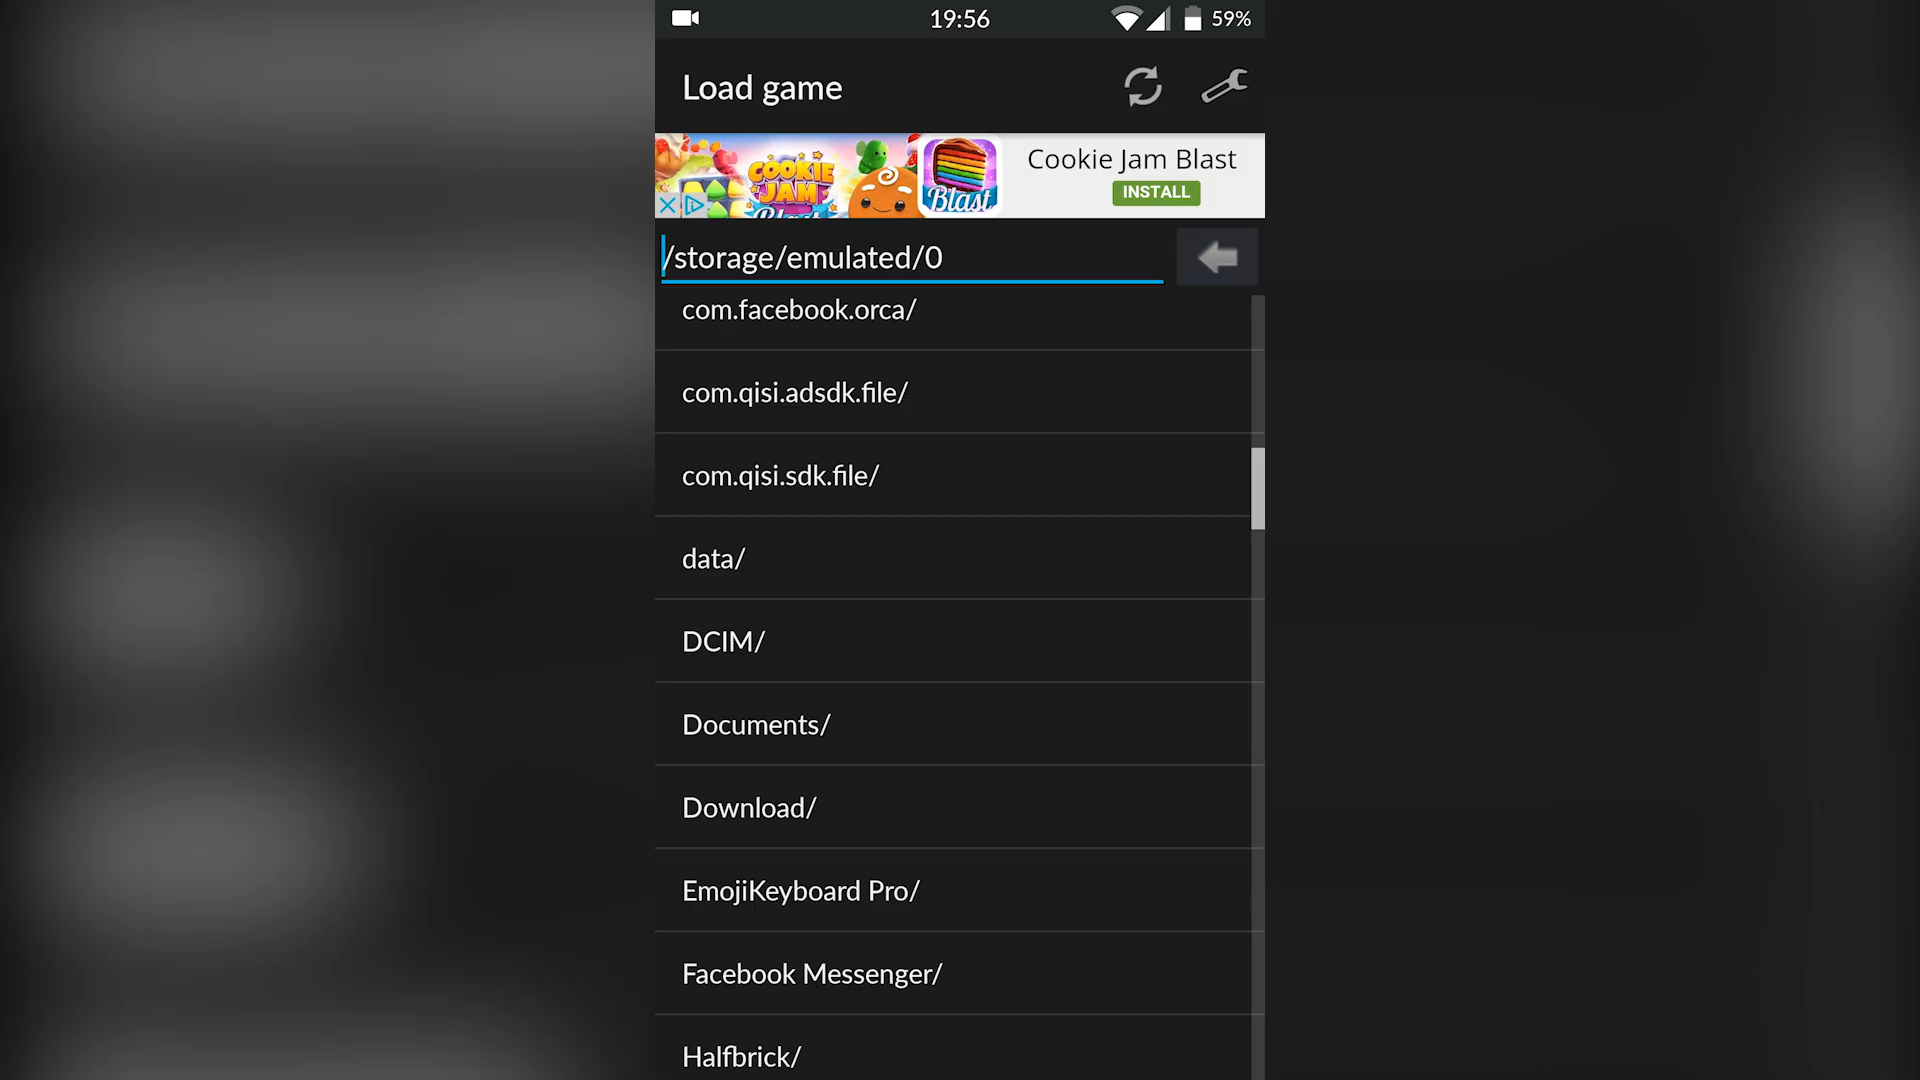 19:56
59%
Load game
COOKIE
JAM
Blast
Blast
Cookie Jam Blast
INSTALL
/storage/emulated/0
com.facebook.orca/
com.qisi.adsdk.file/
com.qisi.sdk.file/
data/
DCIM/
Documents/
Download/
EmojiKeyboard Pro/
Facebook Messenger/
Halfbrick/